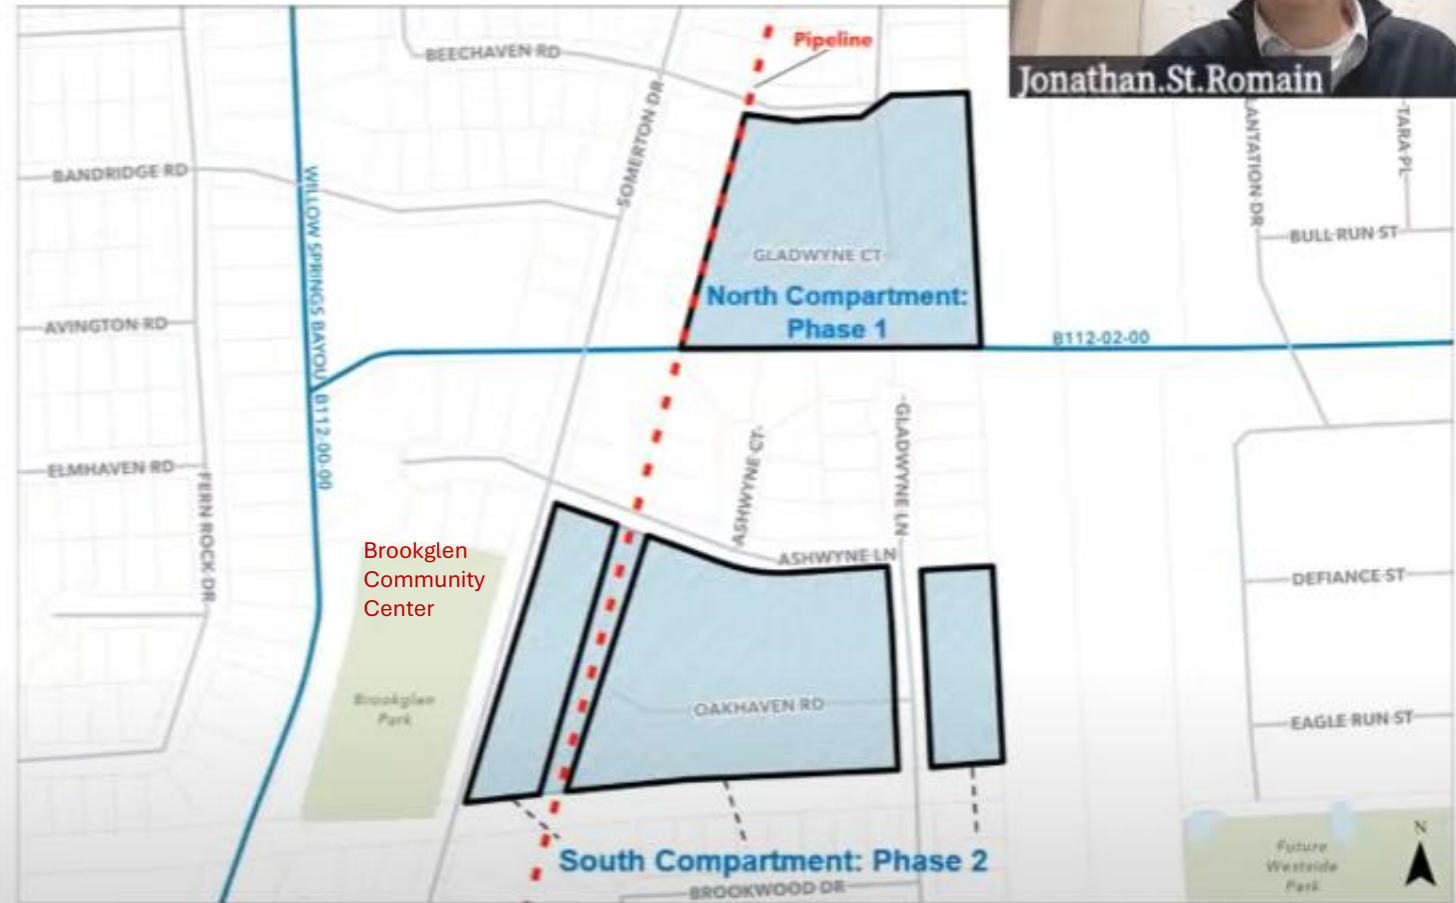 Jonathan.St.Romain
Pipeline
BEECHAVEN RD
SOMERTON DR
BANDRIDGE RD
WILLOW SPRINGS BAYOU B112-00-00
ANTATION DR
TARA PL
BULL RUN ST
GLADWYNE CT
North Compartment:
Phase 1
AVINGTON RD
B112-02-00
ELMHAVEN RD
FERN ROCK DR
ASHWYNE CT
GLADWYNE LN
Brookglen
Community
Center
ASHWYNE LN
DEFIANCE ST
Brookglen
Park
OAKHAVEN RD
EAGLE RUN ST
South Compartment: Phase 2
BROOKWOOD DR
Future
Westside
Park
N